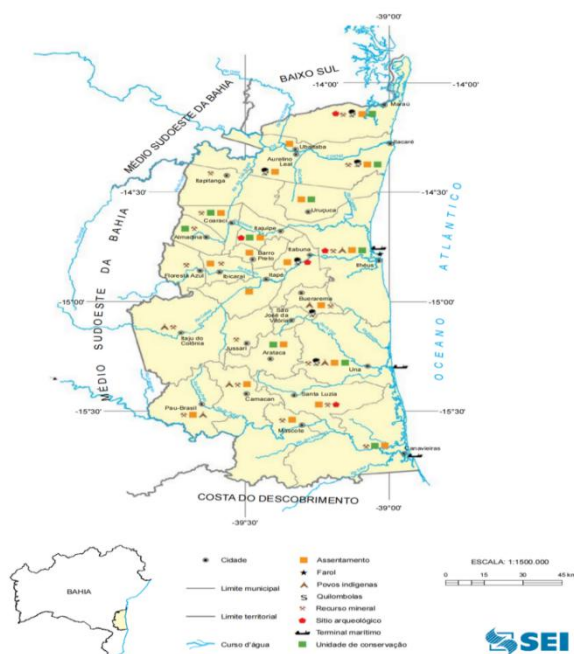 -39°00'
BAIXO SUL
-14°00'
-14°00'
MÉDIO SUDOESTE DA BAHIA
Maraú
Ubaitaba
Itacaré
Aurelino
Leal
Itapitanga
-14°30'
-14°30'
Uruçuca
Coaraci
Itajuípe
Almadina
Barro
Preto
Itabuna
Ilhéus
Floresta Azul
Ibicaraí
Itapé
OCEANO ATLANTICO
MÉDIO SUDOESTE DA BAHIA
-15°00'
-15°00'
Buerarema
São
José da
Vitória
Itaju do
Colônia
Jussari
Arataca
Una
Camacan
Santa Luzia
Pau-Brasil
-15°30'
-15°30'
Mascote
Canavieiras
COSTA DO DESCOBRIMENTO
-39°30'
-39°00'
BAHIA
Cidade
Limite municipal
Limite territorial
Curso d'água
Assentamento
Farol
Povos indígenas
Quilombolas
Recurso mineral
Sítio arqueológico
Terminal marítimo
Unidade de conservação
ESCALA: 1:1500.000
0 15 30 45 km
SEI